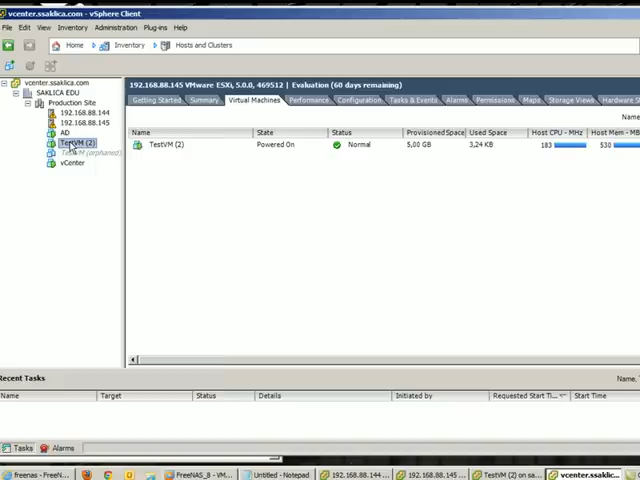 vcenter.ssaklica.com - vSphere Client
File Edit View Inventory Administration Plug-ins Help
Home Inventory Hosts and Clusters
vcenter.ssaklica.com
SAKLICA EDU
Production Site
192.168.88.144
192.168.88.145
AD
TestVM (2)
TestVM (orphaned)
vCenter
192.168.88.145 VMware ESXi, 5.0.0, 469512 | Evaluation (60 days remaining)
Getting Started Summary Virtual Machines Performance Configuration Tasks & Events Alarms Permissions Maps Storage Views Hardware S
Name
Name State Status Provisioned Space Used Space Host CPU - MHz Host Mem - MB
TestVM (2) Powered On Normal 5,00 GB 3,24 KB 183 530
Recent Tasks
Name,
Name Target Status Details Initiated by Requested Start Ti... Start Time
Tasks Alarms
freenas - FreeN... FreeNAS_8 - VM... Untitled - Notepad 192.168.88.144 ... 192.168.88.145 ... TestVM (2) on sa... vcenter.ssaklic...